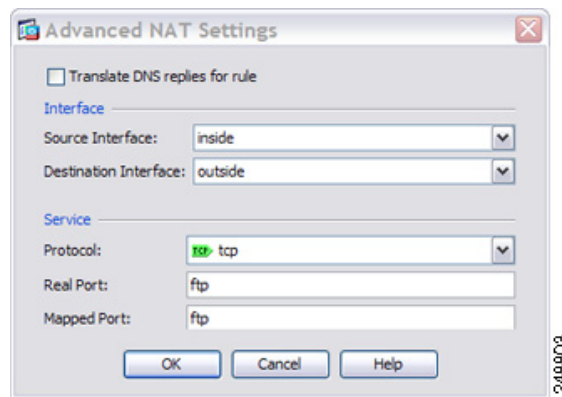 Advanced NAT Settings
Translate DNS replies for rule
Interface
Source Interface: inside
Destination Interface: outside
Service
Protocol: TCP tcp
Real Port: ftp
Mapped Port: ftp
OK Cancel Help